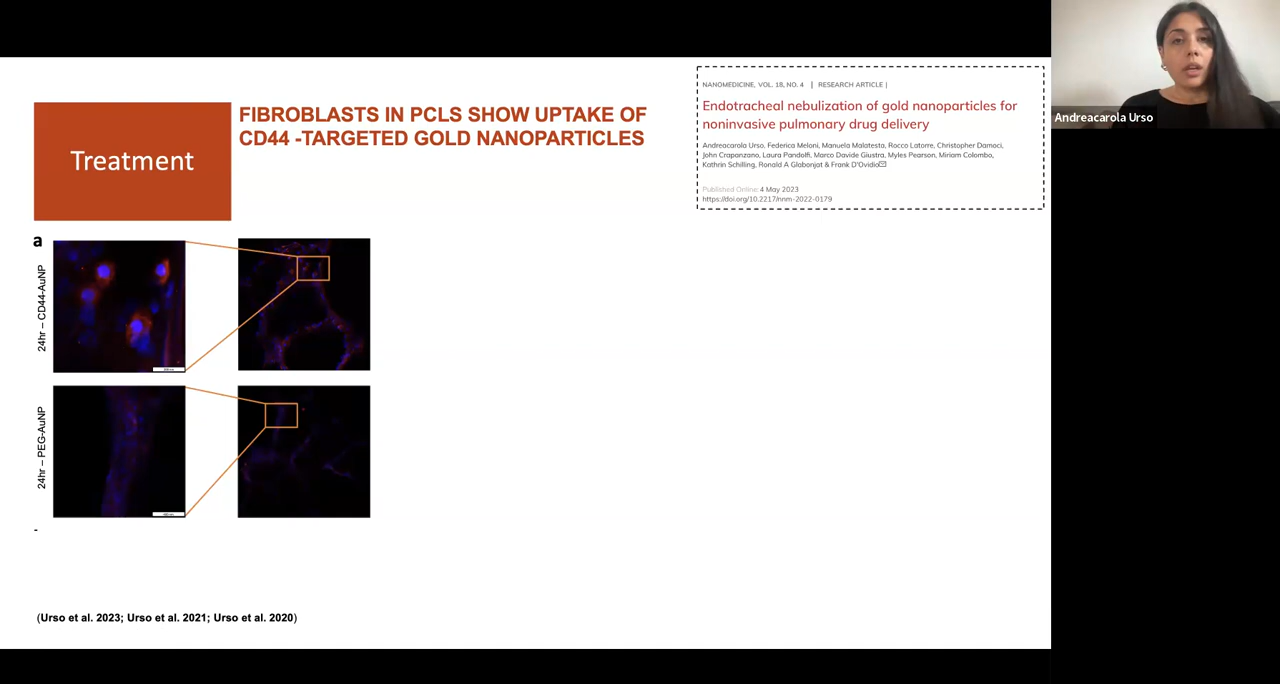 Treatment
FIBROBLASTS IN PCLS SHOW UPTAKE OF
CD44 -TARGETED GOLD NANOPARTICLES
NANOMEDICINE, VOL. 18, NO. 4 | RESEARCH ARTICLE |
Endotracheal nebulization of gold nanoparticles for
noninvasive pulmonary drug delivery
Andreacarola Urso, Federica Meloni, Manuela Malatesta, Rocco Latorre, Christopher Damoci,
John Crapanzano, Laura Pandolfi, Marco Davide Giustra, Myles Pearson, Miriam Colombo,
Kathrin Schilling, Ronald A Glabonjat & Frank D'Ovidio
Published Online: 4 May 2023
https://doi.org/10.2217/nnm-2022-0179
Andreacarola Urso
a
24hr – CD44-AuNP
24hr – PEG-AuNP
-
(Urso et al. 2023; Urso et al. 2021; Urso et al. 2020)